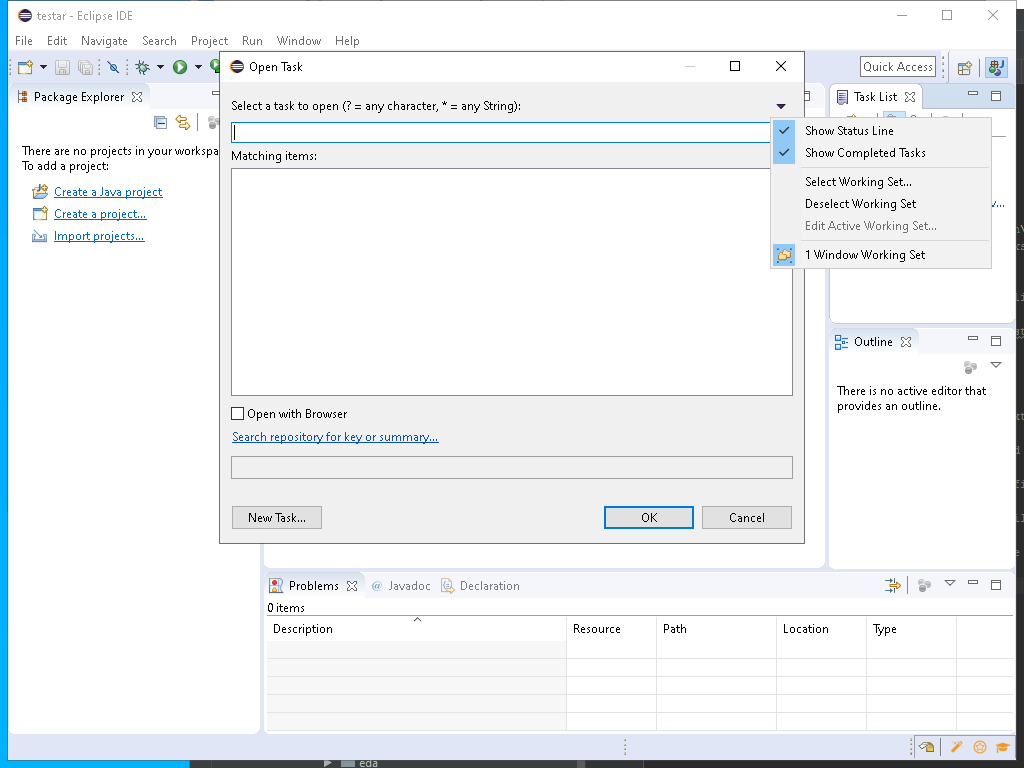 testar - Eclipse IDE
File Edit Navigate Search Project Run Window Help
Quick Access
Package Explorer
There are no projects in your workspa
To add a project:
Create a Java project
Create a project...
Import projects...
Open Task
Select a task to open (? = any character, * = any String):
Matching items:
Open with Browser
Search repository for key or summary...
New Task...
OK
Cancel
Task List
Show Status Line
Show Completed Tasks
Select Working Set...
Deselect Working Set
Edit Active Working Set...
1 Window Working Set
Outline
There is no active editor that
provides an outline.
Problems
@ Javadoc
Declaration
0 items
Description Resource Path Location Type
eda